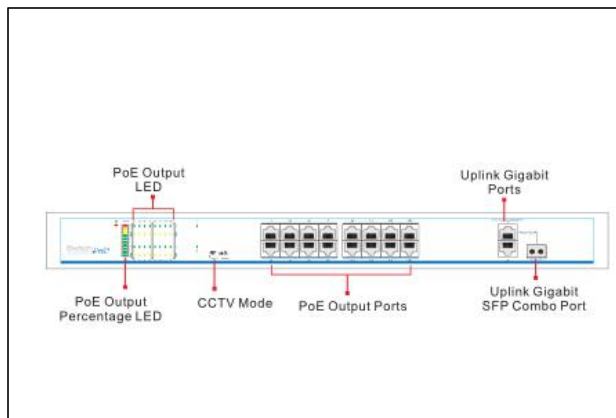 PoE Output
LED
Uplink Gigabit
Ports
PoE Output
Percentage LED
CCTV Mode
PoE Output Ports
Uplink Gigabit
SFP Combo Port